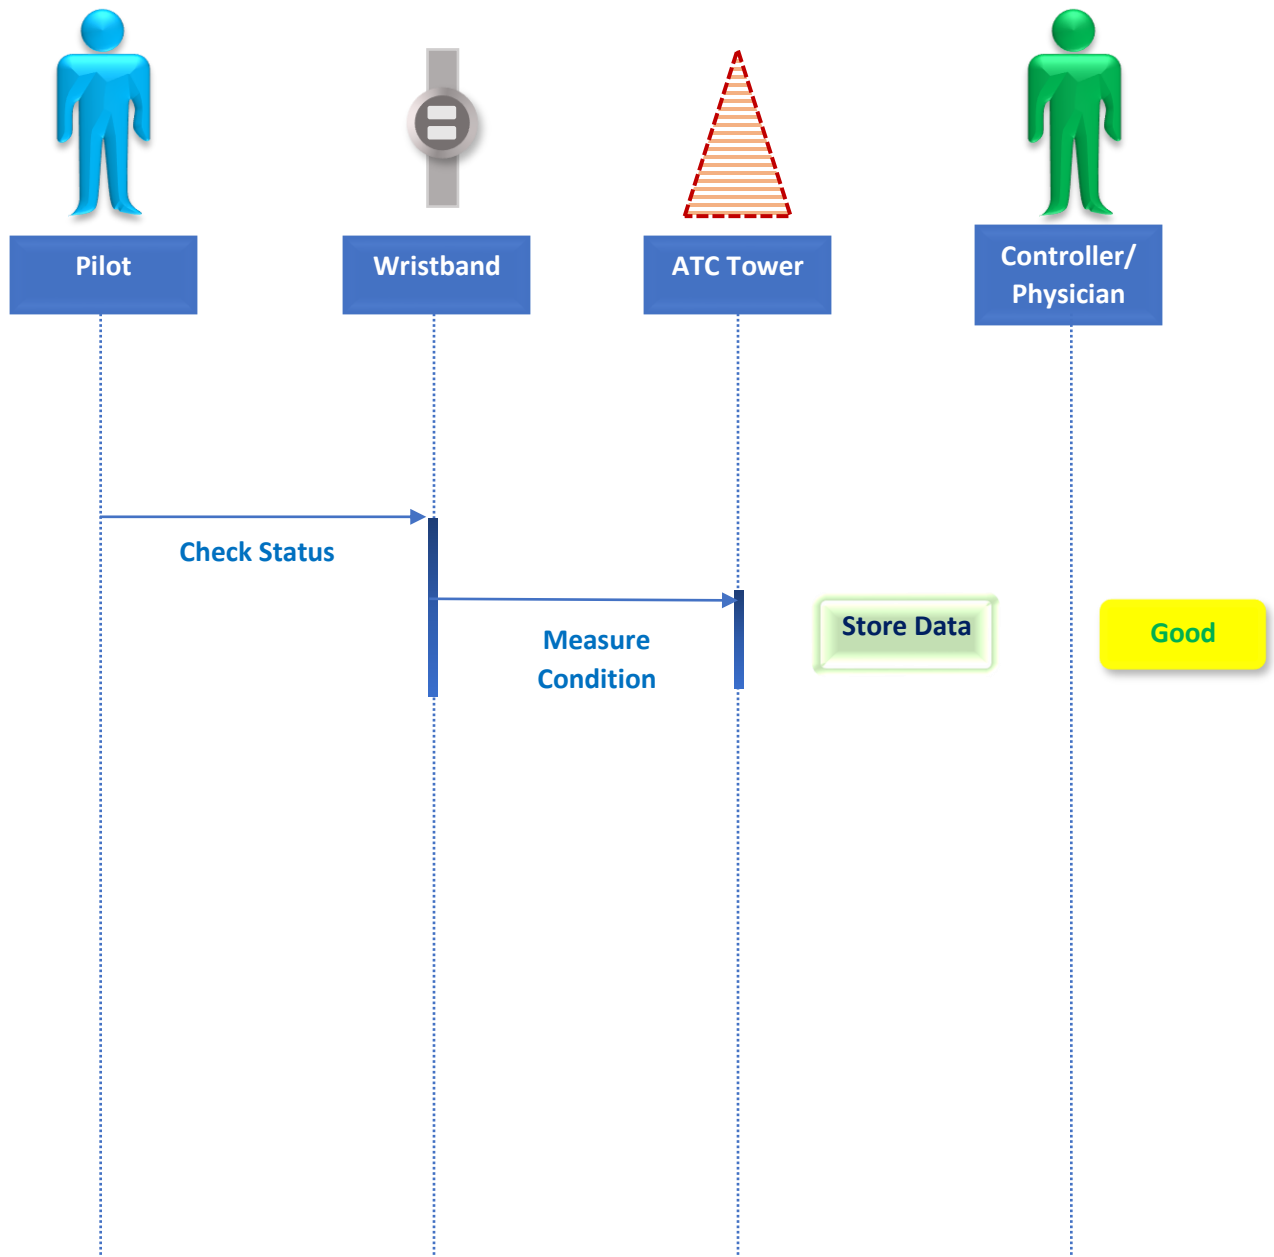 Pilot
Wristband
ATC Tower
Controller/
Physician
Check Status
Measure
Condition
Store Data
Good